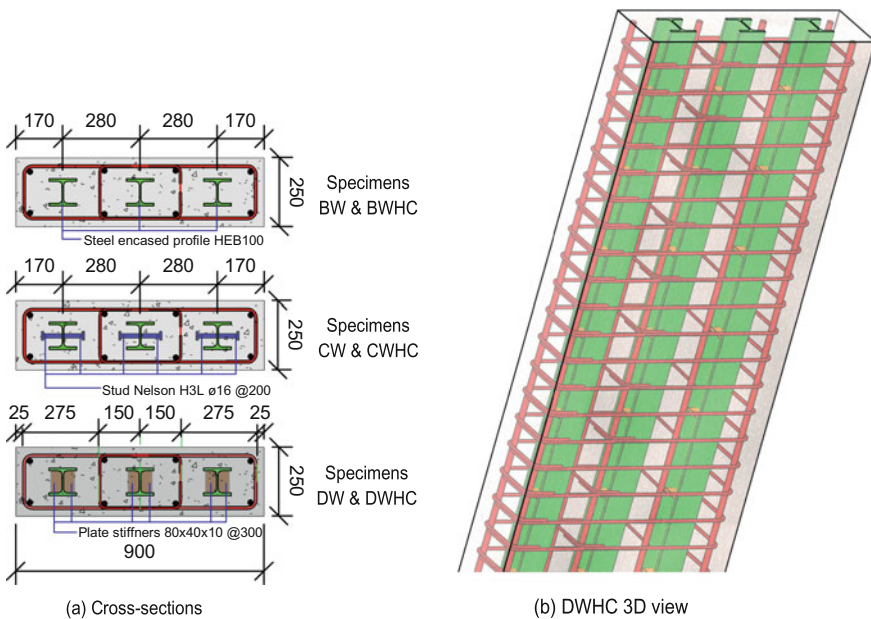 170 280 280 170
250
Specimens
BW & BWHC
Steel encased profile HEB100
170 280 280 170
250
Specimens
CW & CWHC
Stud Nelson H3L ø16 @200
25 275 150 150 275 25
250
Specimens
DW & DWHC
Plate stiffners 80x40x10 @300
900
(a) Cross-sections
(b) DWHC 3D view